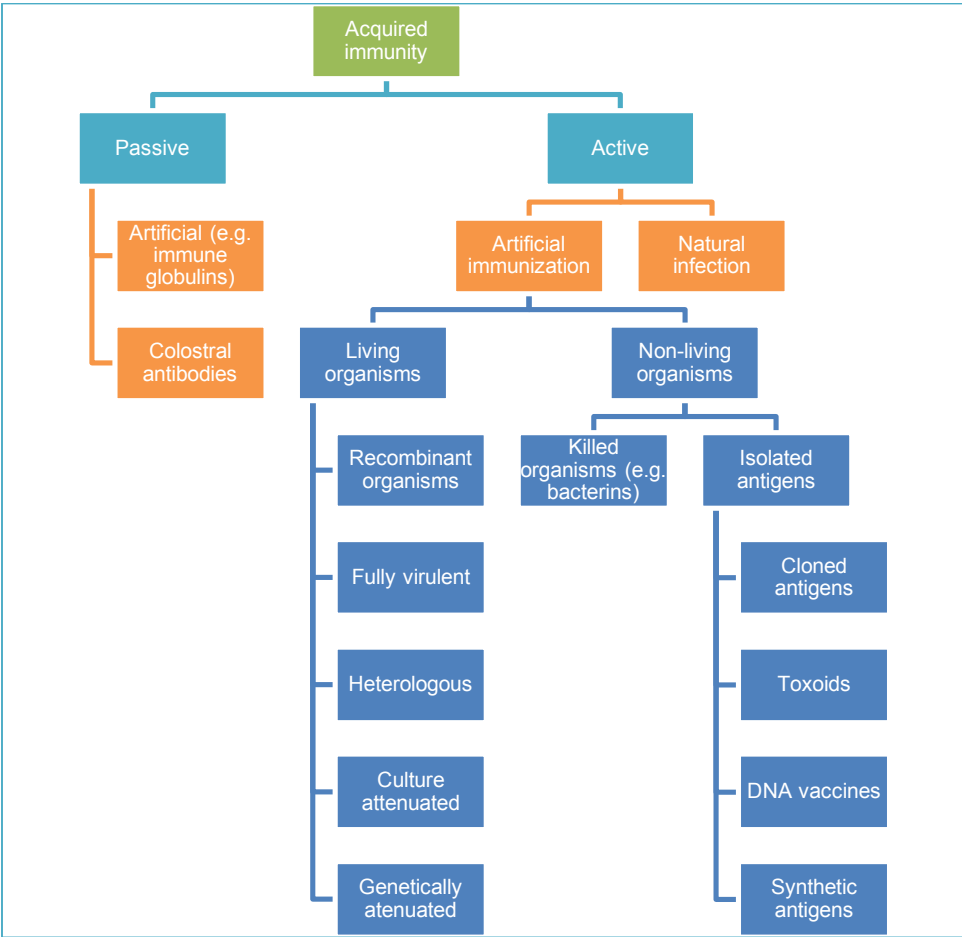 Acquired
immunity
Passive
Active
Artificial (e.g.
immune
globulins)
Colostral
antibodies
Artificial
immunization
Natural
infection
Living
organisms
Non-living
organisms
Recombinant
organisms
Fully virulent
Heterologous
Culture
attenuated
Genetically
atenuated
Killed
organisms (e.g.
bacterins)
Isolated
antigens
Cloned
antigens
Toxoids
DNA vaccines
Synthetic
antigens